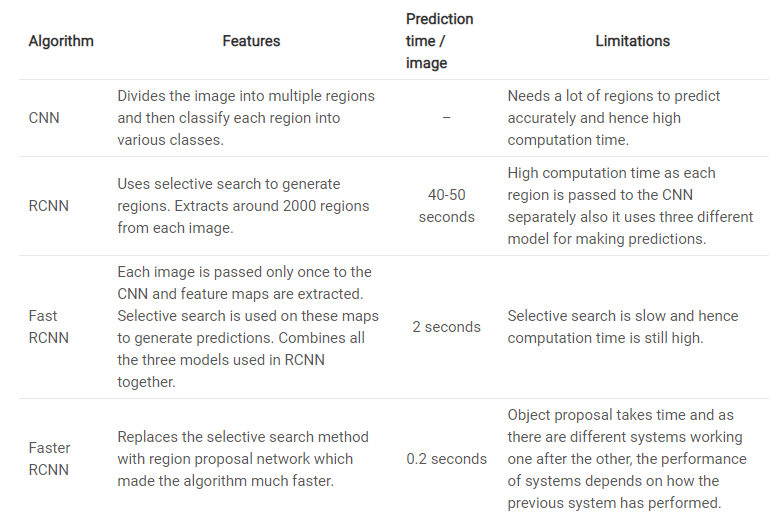 Algorithm Features Prediction time / image Limitations
CNN
Divides the image into multiple regions
and then classify each region into
various classes.
–
Needs a lot of regions to predict
accurately and hence high
computation time.
RCNN
Uses selective search to generate
regions. Extracts around 2000 regions
from each image.
40-50
seconds
High computation time as each
region is passed to the CNN
separately also it uses three different
model for making predictions.
Fast
RCNN
Each image is passed only once to the
CNN and feature maps are extracted.
Selective search is used on these maps
to generate predictions. Combines all
the three models used in RCNN
together.
2 seconds
Selective search is slow and hence
computation time is still high.
Faster
RCNN
Replaces the selective search method
with region proposal network which
made the algorithm much faster.
0.2 seconds
Object proposal takes time and as
there are different systems working
one after the other, the performance
of systems depends on how the
previous system has performed.